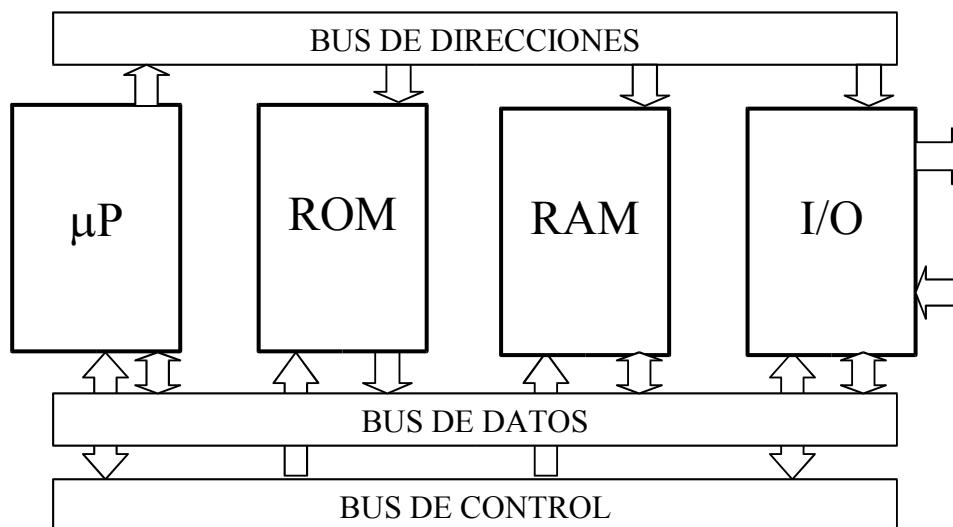 BUS DE DIRECCIONES
μP
ROM
RAM
I/O
BUS DE DATOS
BUS DE CONTROL